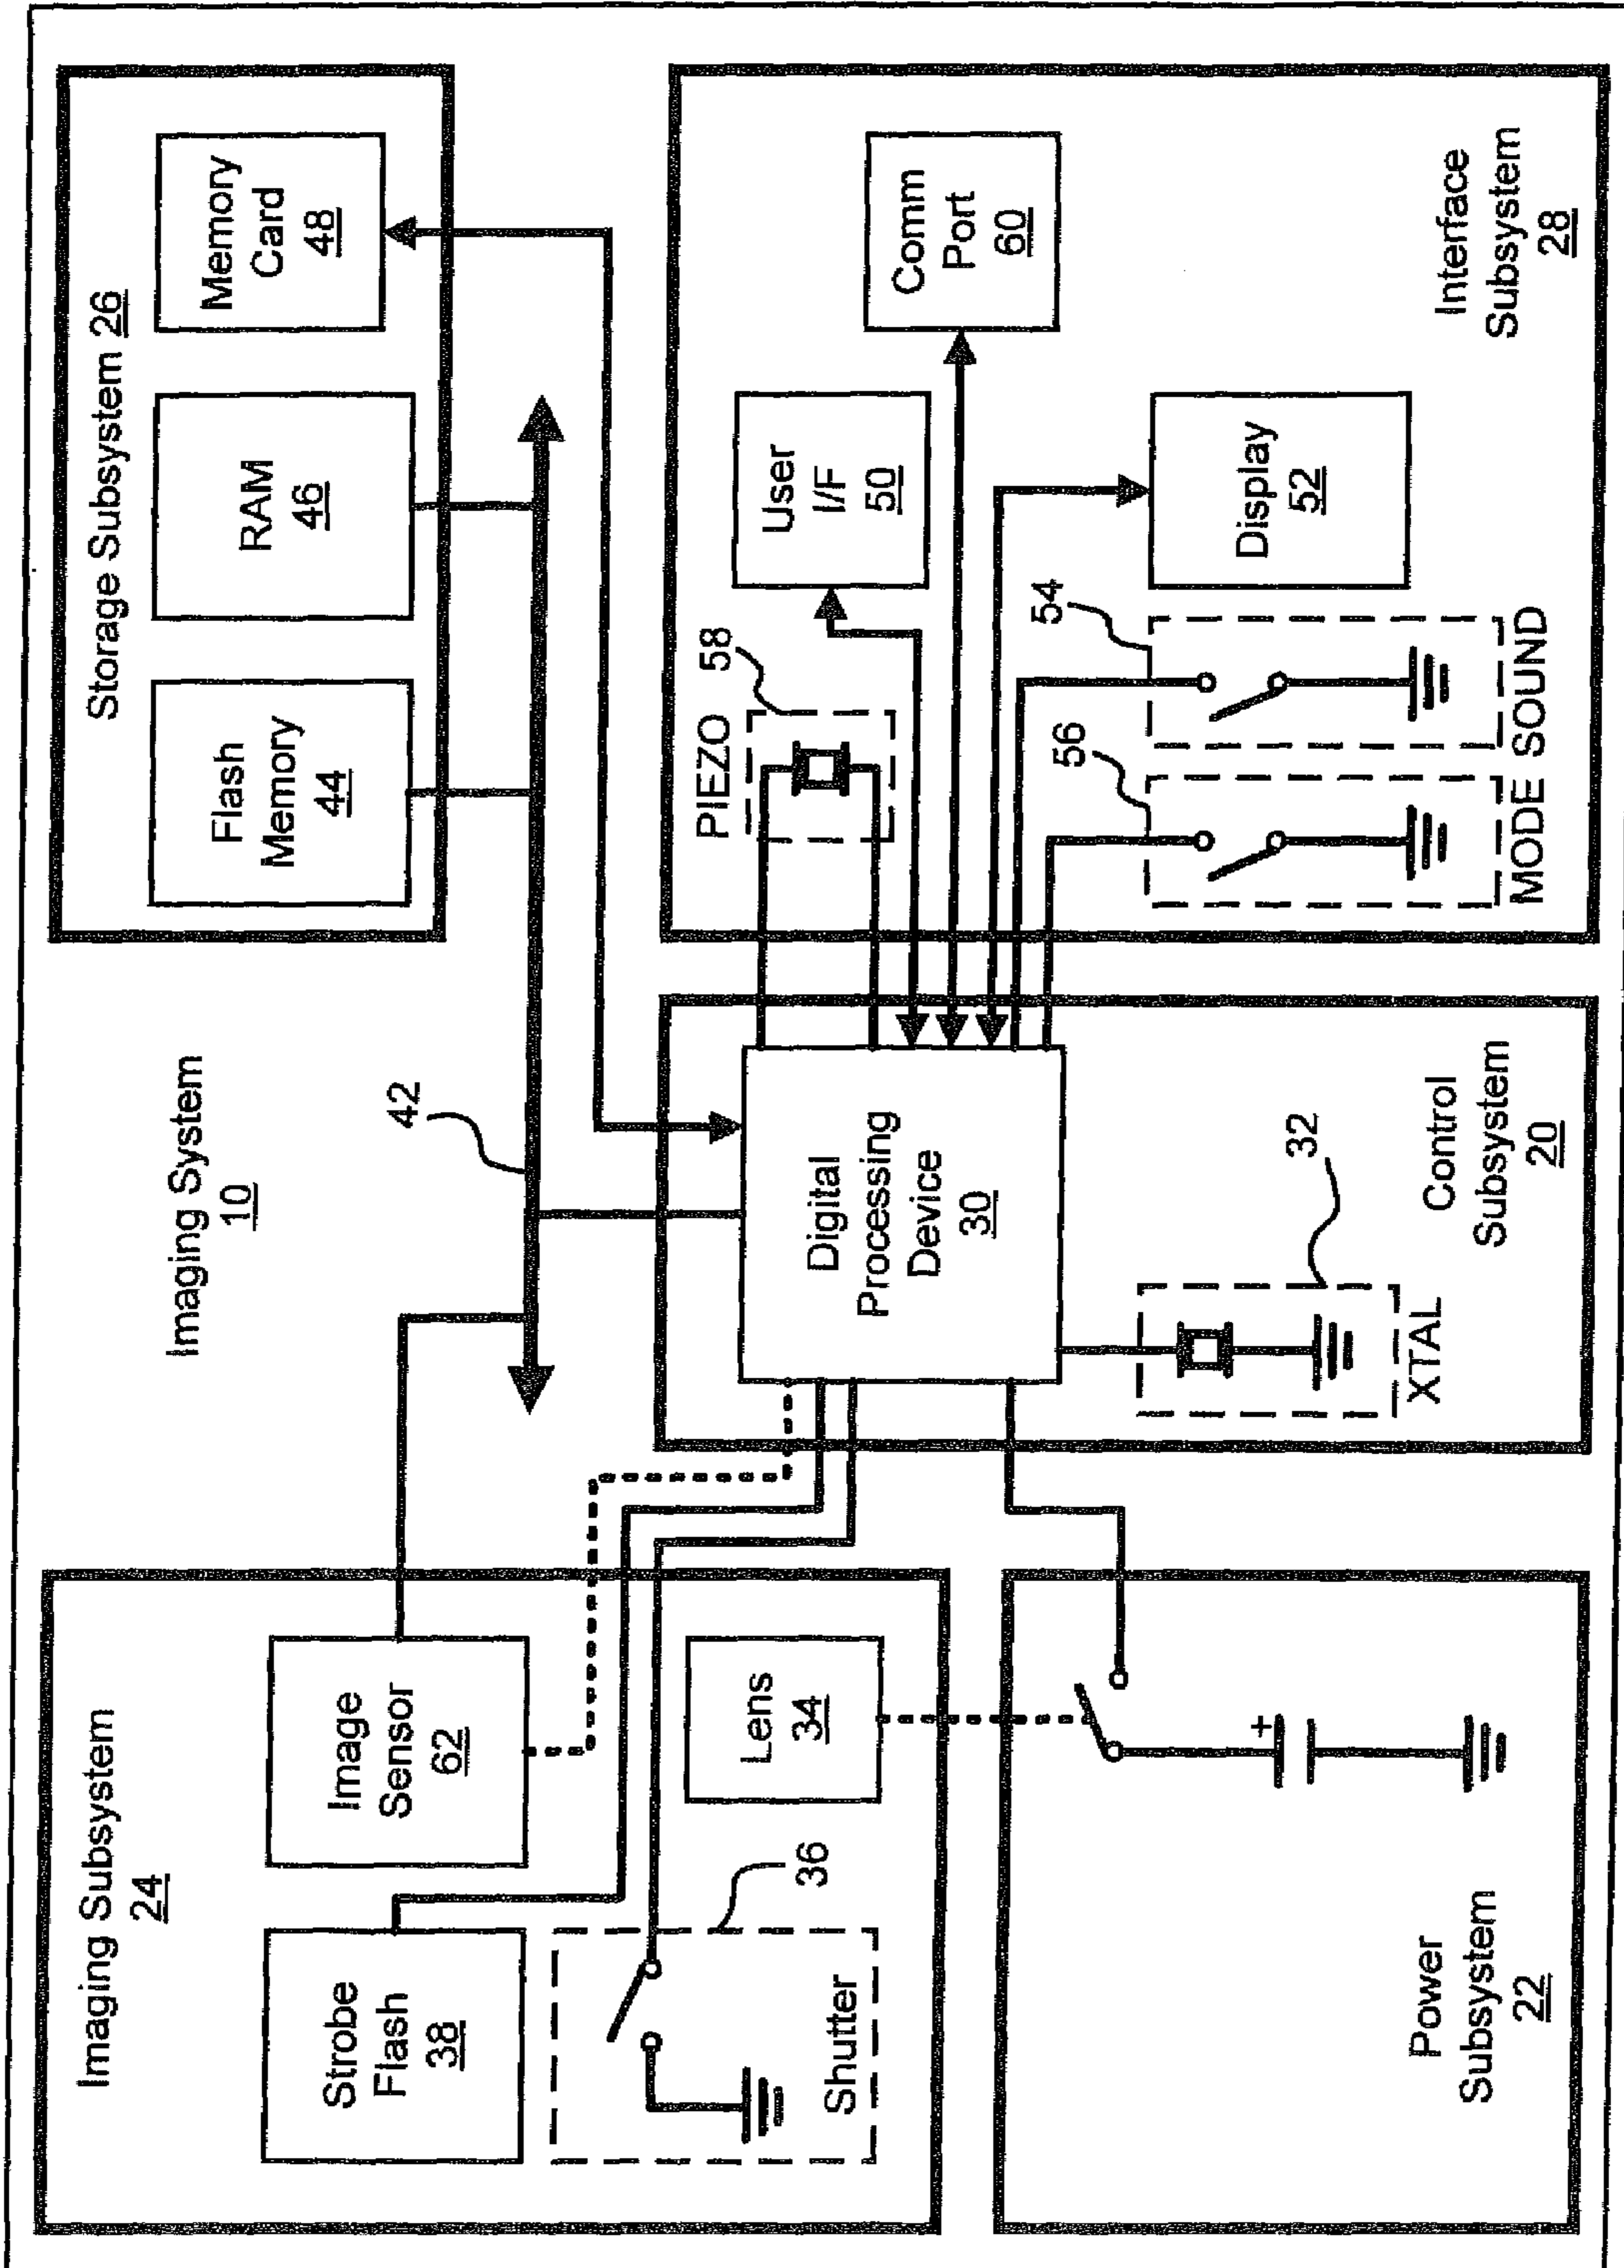 Imaging Subsystem
24
Strobe
Flash
38
Image
Sensor
62
Shutter
36
Lens
34
Power
Subsystem
22
+
Imaging System
10
42
Digital
Processing
Device
30
XTAL
32
Control
Subsystem
20
Storage Subsystem 26
Flash
Memory
44
RAM
46
Memory
Card
48
PIEZO
58
User
I/F
50
Comm
Port
60
Display
52
56
54
MODE
SOUND
Interface
Subsystem
28